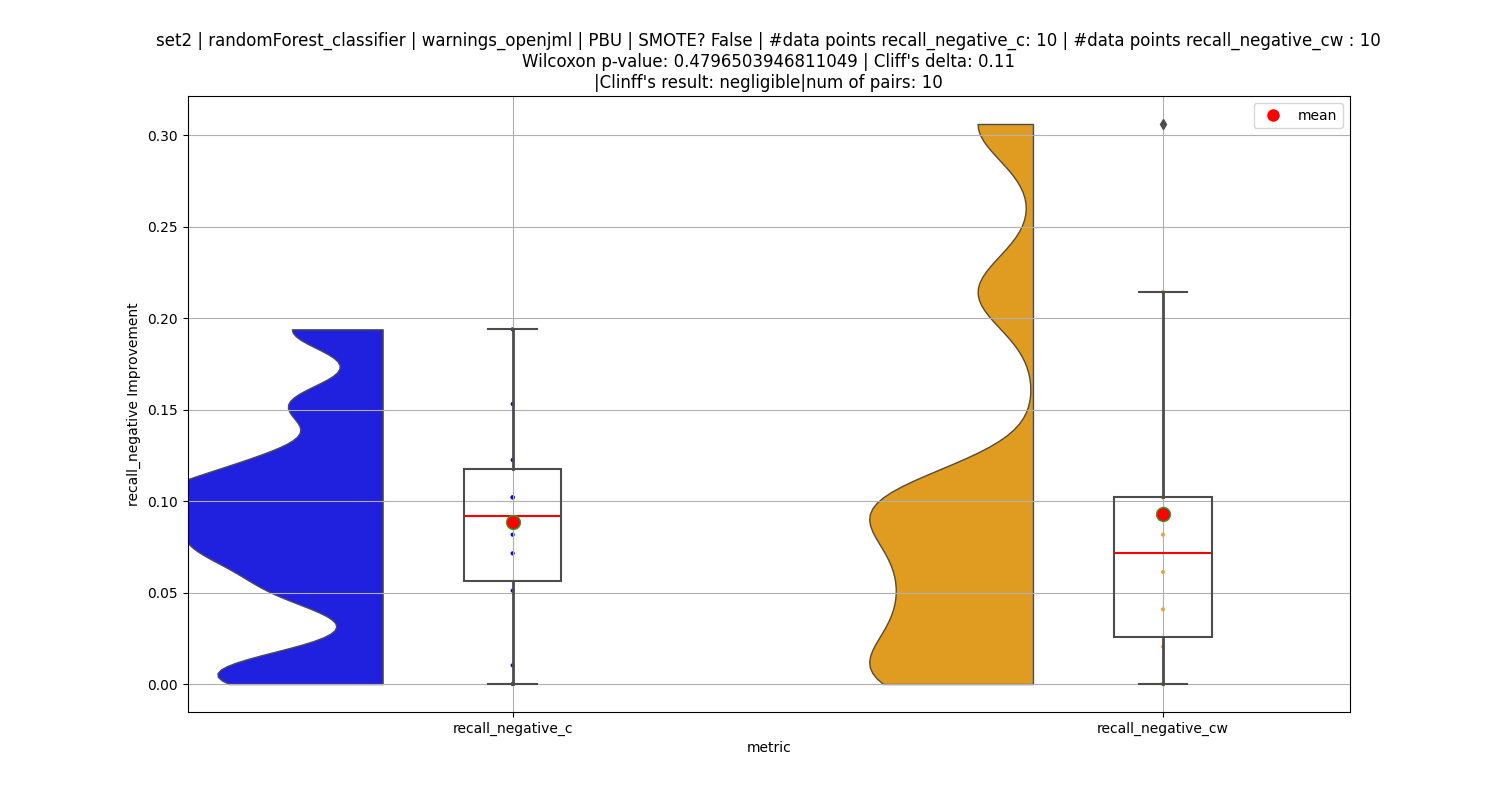 set2 | randomForest_classifier | warnings_openjml | PBU | SMOTE? False | #data points recall_negative_c: 10 | #data points recall_negative_cw : 10
Wilcoxon p-value: 0.4796503946811049 | Cliff's delta: 0.11
|Clinff's result: negligible|num of pairs: 10
mean
0.30
0.25
0.20
0.15
0.10
0.05
0.00
recall_negative Improvement
recall_negative_c
recall_negative_cw
metric